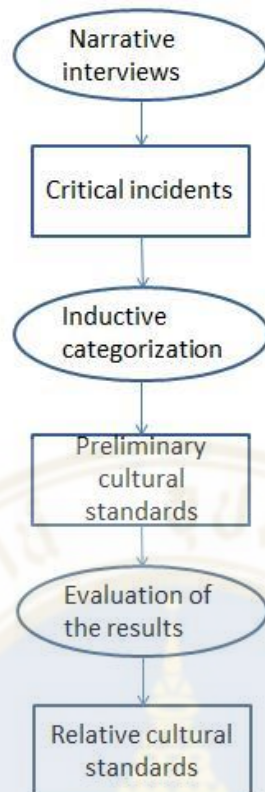 Narrative
interviews
Critical incidents
Inductive
categorization
Preliminary
cultural
standards
Evaluation of
the results
Relative cultural
standards